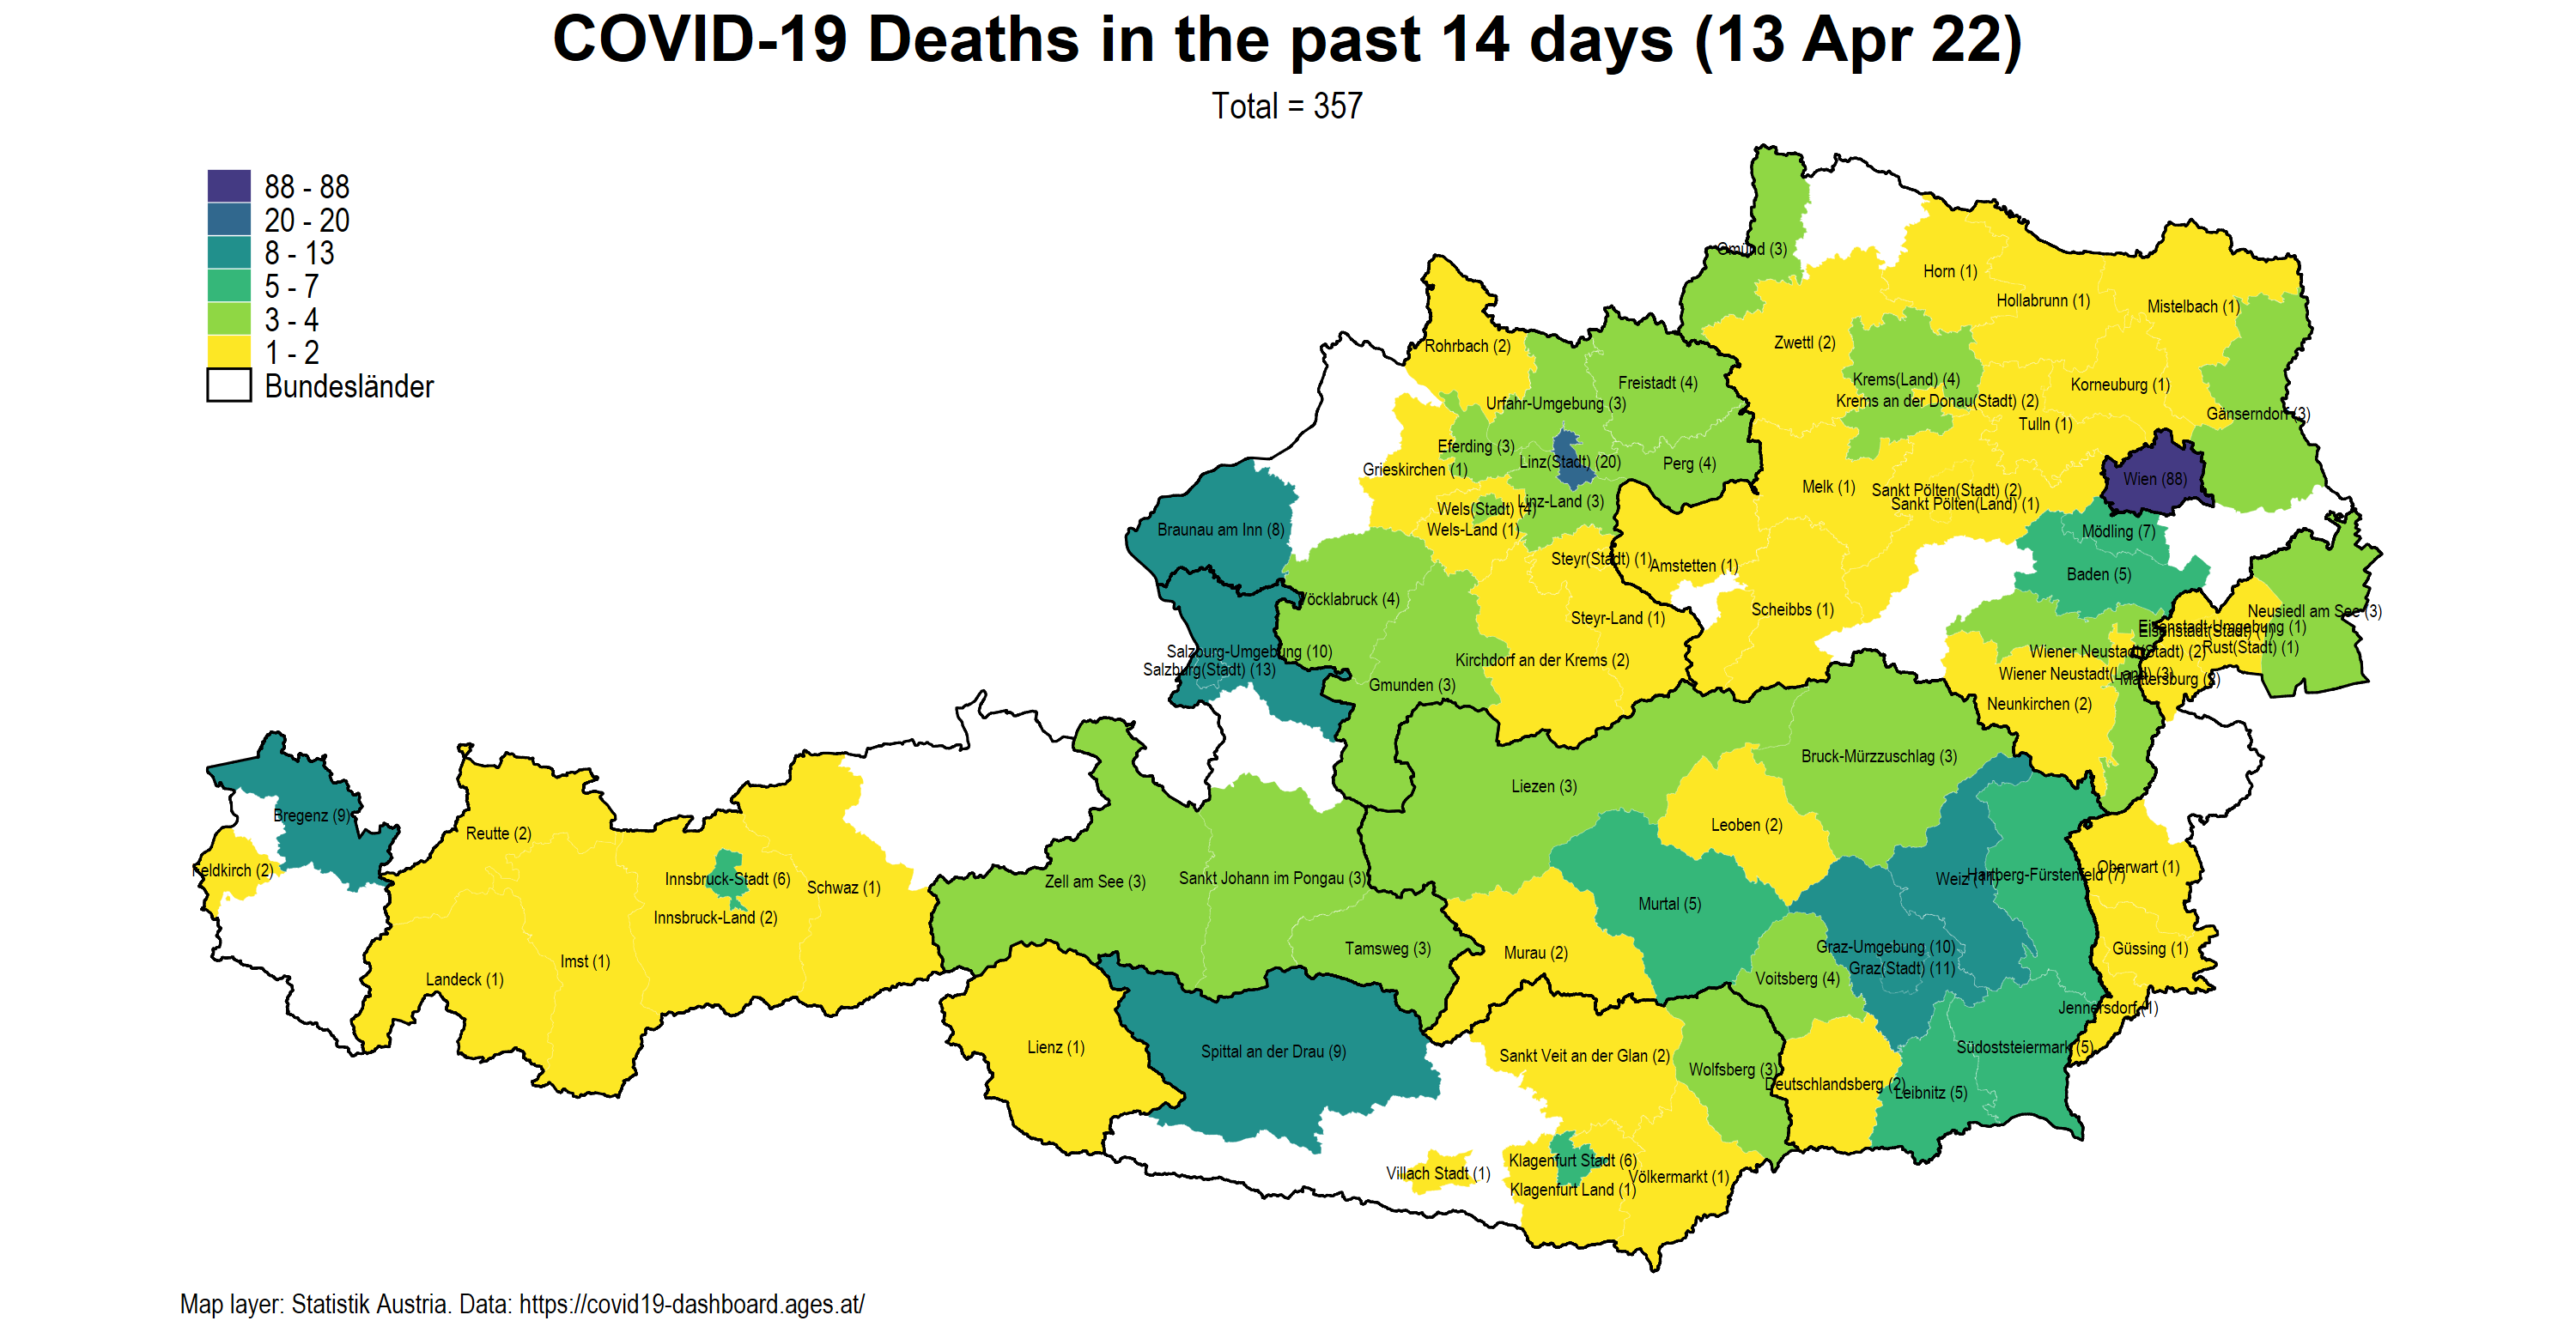 COVID-19 Deaths in the past 14 days (13 Apr 22)
Total = 357
88 - 88
20 - 20
8 - 13
5 - 7
3 - 4
1 - 2
Bundesländer
Gmünd (3)
Horn (1)
Hollabrunn (1)
Mistelbach (1)
Zwettl (2)
Rohrbach (2)
Freistadt (4)
Krems(Land) (4)
Korneuburg (1)
Urfahr-Umgebung (3)
Krems an der Donau(Stadt) (2)
Gänserndorf (3)
Tulln (1)
Eferding (3)
Linz(Stadt) (20)
Perg (4)
Grieskirchen (1)
Wien (88)
Melk (1)
Sankt Pölten(Stadt) (2)
Sankt Pölten(Land) (1)
Linz-Land (3)
Wels(Stadt) (4)
Wels-Land (1)
Braunau am Inn (8)
Mödling (7)
Steyr(Stadt) (1)
Amstetten (1)
Baden (5)
Vöcklabruck (4)
Scheibbs (1)
Steyr-Land (1)
Neusiedl am See (3)
Eisenstadt-Umgebung (1)
Eisenstadt(Stadt) (1)
Rust(Stadt) (1)
Wiener Neustadt(Stadt) (2)
Salzburg-Umgebung (10)
Salzburg(Stadt) (13)
Kirchdorf an der Krems (2)
Wiener Neustadt(Land) (3)
Mattersburg (2)
Gmunden (3)
Neunkirchen (2)
Bruck-Mürzzuschlag (3)
Liezen (3)
Bregenz (9)
Leoben (2)
Reutte (2)
Feldkirch (2)
Innsbruck-Stadt (6)
Schwaz (1)
Zell am See (3)
Sankt Johann im Pongau (3)
Weiz (11)
Hartberg-Fürstenfeld (7)
Oberwart (1)
Murtal (5)
Innsbruck-Land (2)
Tamsweg (3)
Murau (2)
Graz-Umgebung (10)
Güssing (1)
Imst (1)
Graz(Stadt) (11)
Landeck (1)
Voitsberg (4)
Jennersdorf (1)
Lienz (1)
Spittal an der Drau (9)
Sankt Veit an der Glan (2)
Südoststeiermark (5)
Wolfsberg (3)
Deutschlandsberg (2)
Leibnitz (5)
Klagenfurt Stadt (6)
Villach Stadt (1)
Völkermarkt (1)
Klagenfurt Land (1)
Map layer: Statistik Austria. Data: https://covid19-dashboard.ages.at/